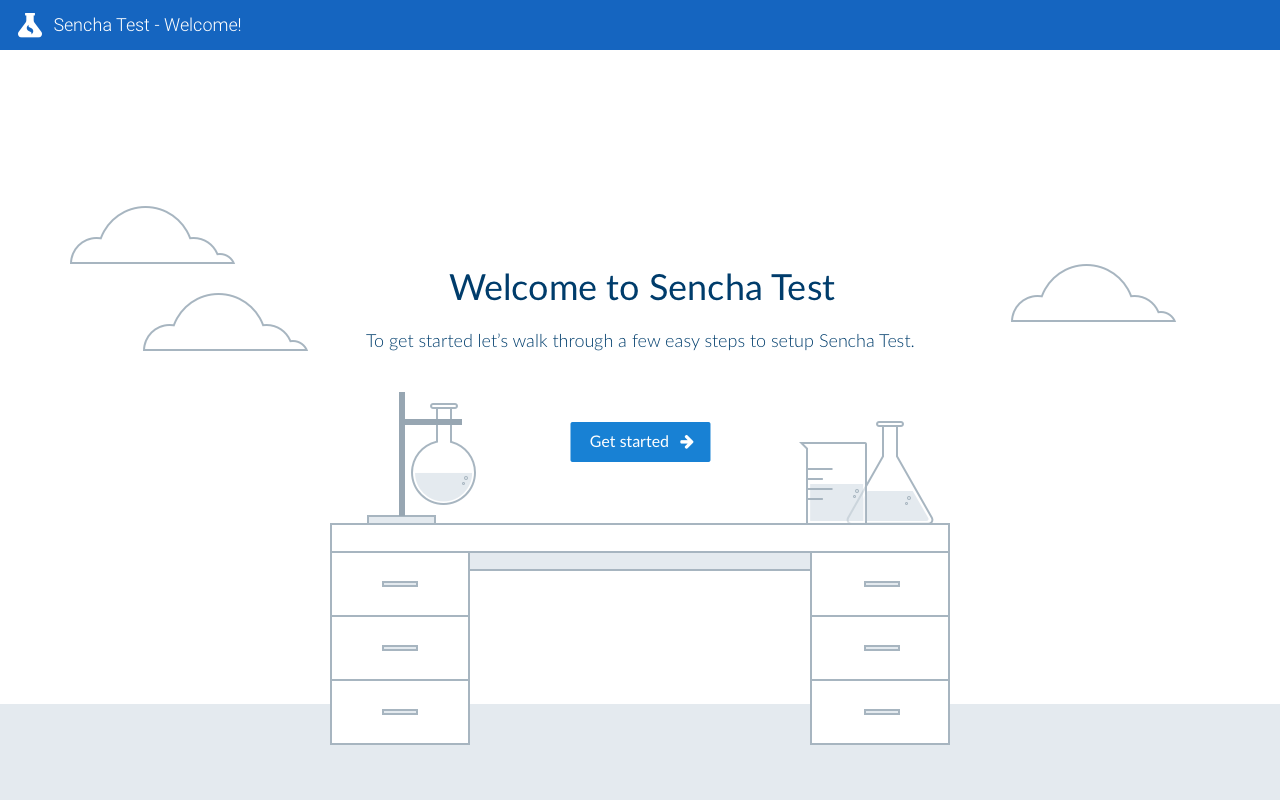 Sencha Test - Welcome!
Welcome to Sencha Test
To get started let’s walk through a few easy steps to setup Sencha Test.
Get started